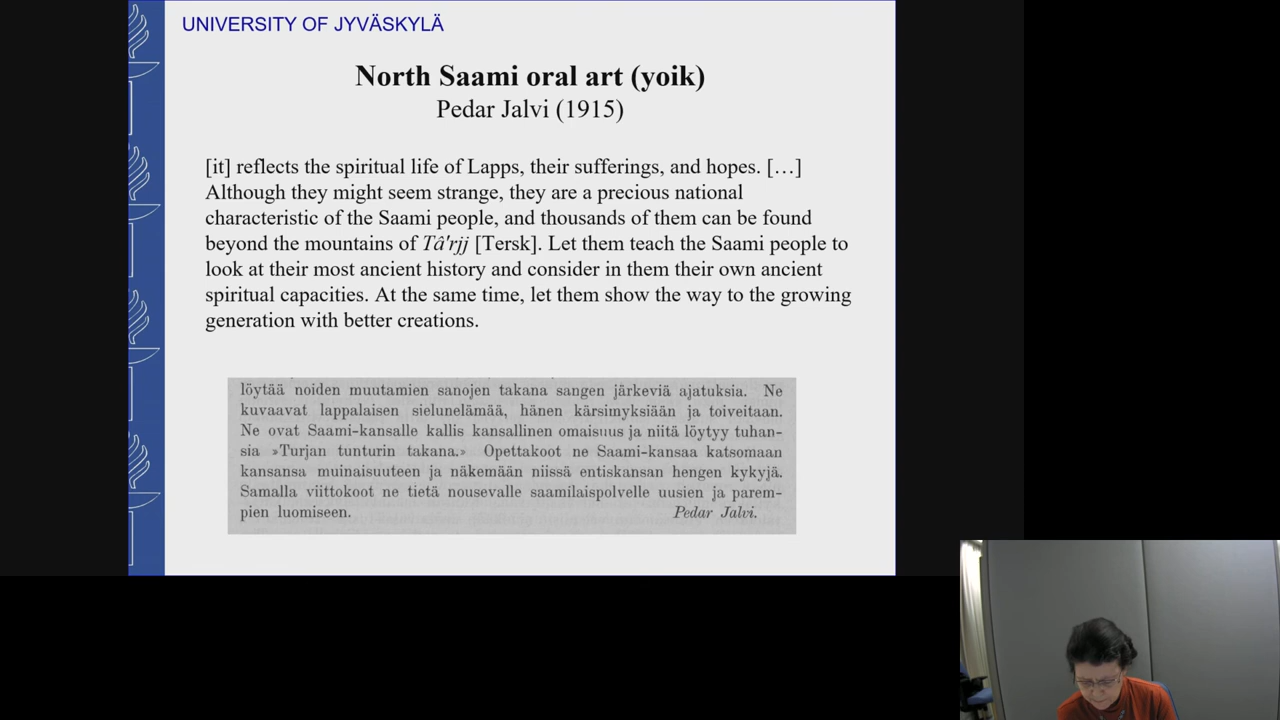 UNIVERSITY OF JYVÄSKYLÄ
North Saami oral art (yoik)
Pedar Jalvi (1915)
[it] reflects the spiritual life of Lapps, their sufferings, and hopes. […]
Although they might seem strange, they are a precious national
characteristic of the Saami people, and thousands of them can be found
beyond the mountains of Tâ'rjj [Tersk]. Let them teach the Saami people to
look at their most ancient history and consider in them their own ancient
spiritual capacities. At the same time, let them show the way to the growing
generation with better creations.
löytää noiden muutamien sanojen takana sangen järkeviä ajatuksia. Ne
kuvaavat lappalaisen sielunelämää, hänen kärsimyksiään ja toiveitaan.
Ne ovat Saami-kansalle kallis kansallinen omaisuus ja niitä löytyy tuhan-
sia »Turjan tunturin takana.» Opettakoot ne Saami-kansaa katsomaan
kansansa muinaisuuteen ja näkemään niissä entiskansan hengen kykyjä.
Samalla viittokoot ne tietä nousevalle saamilaispolvelle uusien ja parem-
pien luomiseen. Pedar Jalvi.